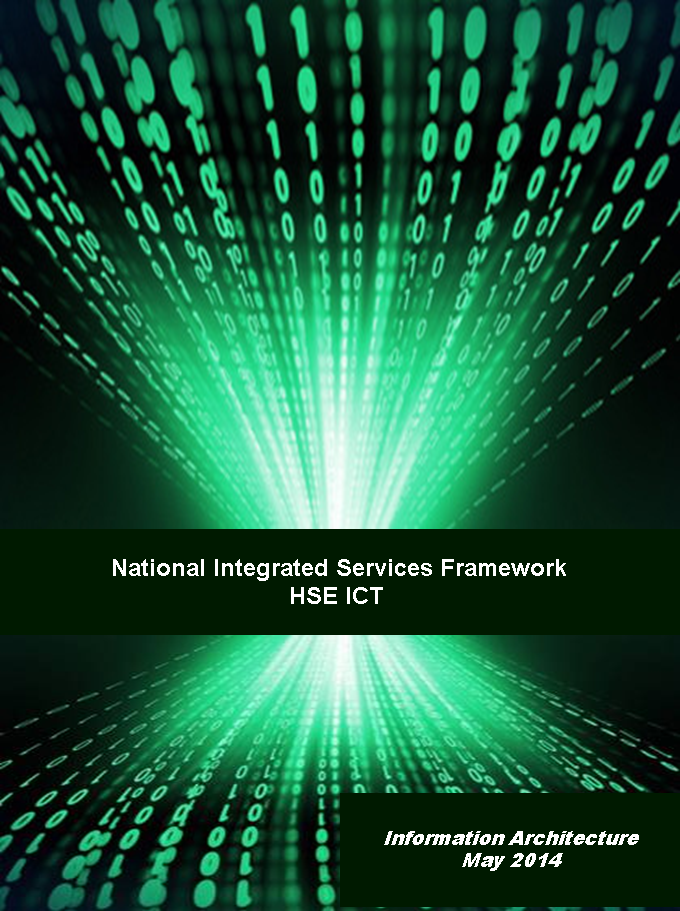 National Integrated Services Framework
HSE ICT
Information Architecture
May 2014